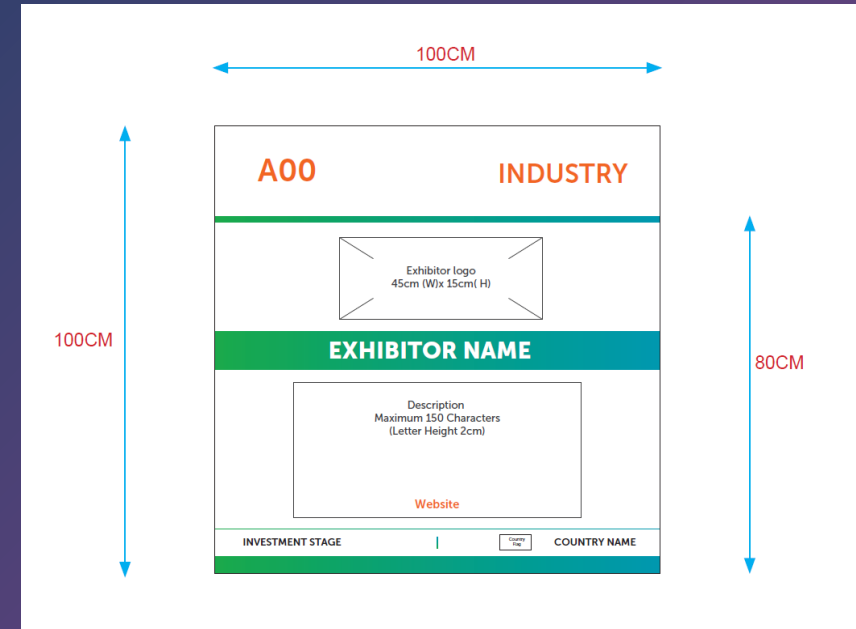 100CM
A00
INDUSTRY
Exhibitor logo
45cm (W)x 15cm( H)
100CM
EXHIBITOR NAME
80CM
Description
Maximum 150 Characters
(Letter Height 2cm)
Website
INVESTMENT STAGE
|
Country
Flag
COUNTRY NAME